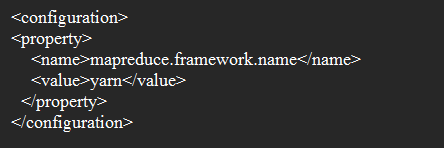 <configuration>
<property>
<name>mapreduce.framework.name</name>
<value>yarn</value>
</property>
</configuration>